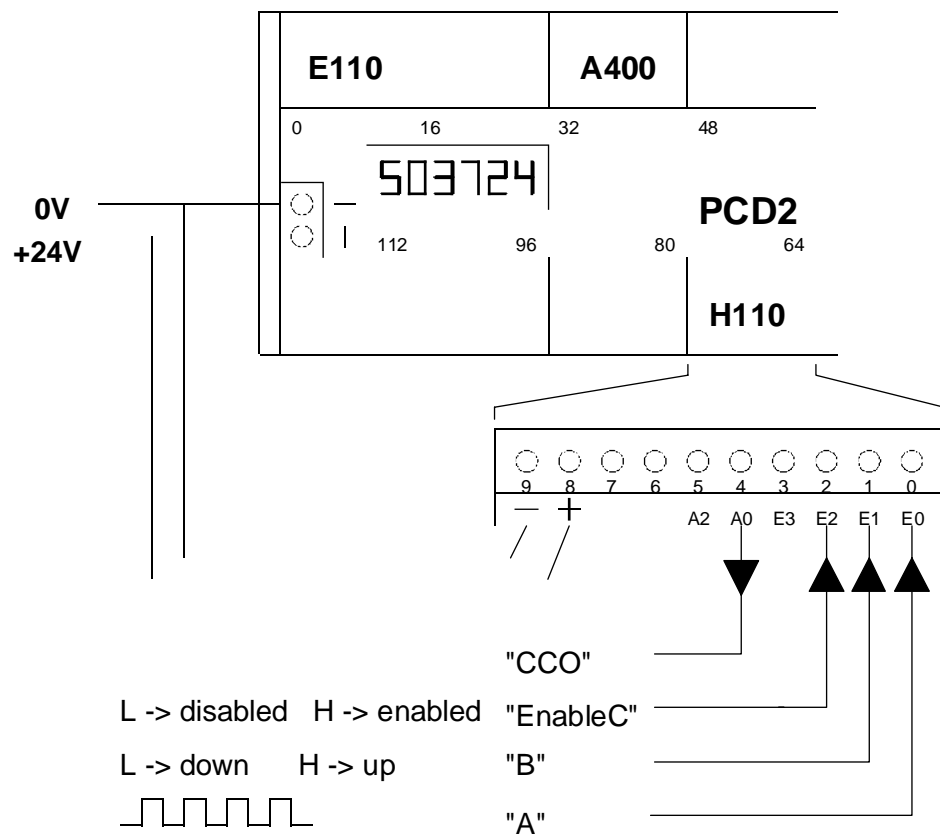 E110 A400
0 16 32 48
503724
0V
+24V
PCD2
112 96 80 64
H110
9 8 7 6 5 4 3 2 1 0
— + A2 A0 E3 E2 E1 E0
"CCO"
L -> disabled H -> enabled "EnableC"
L -> down H -> up "B"
"A"